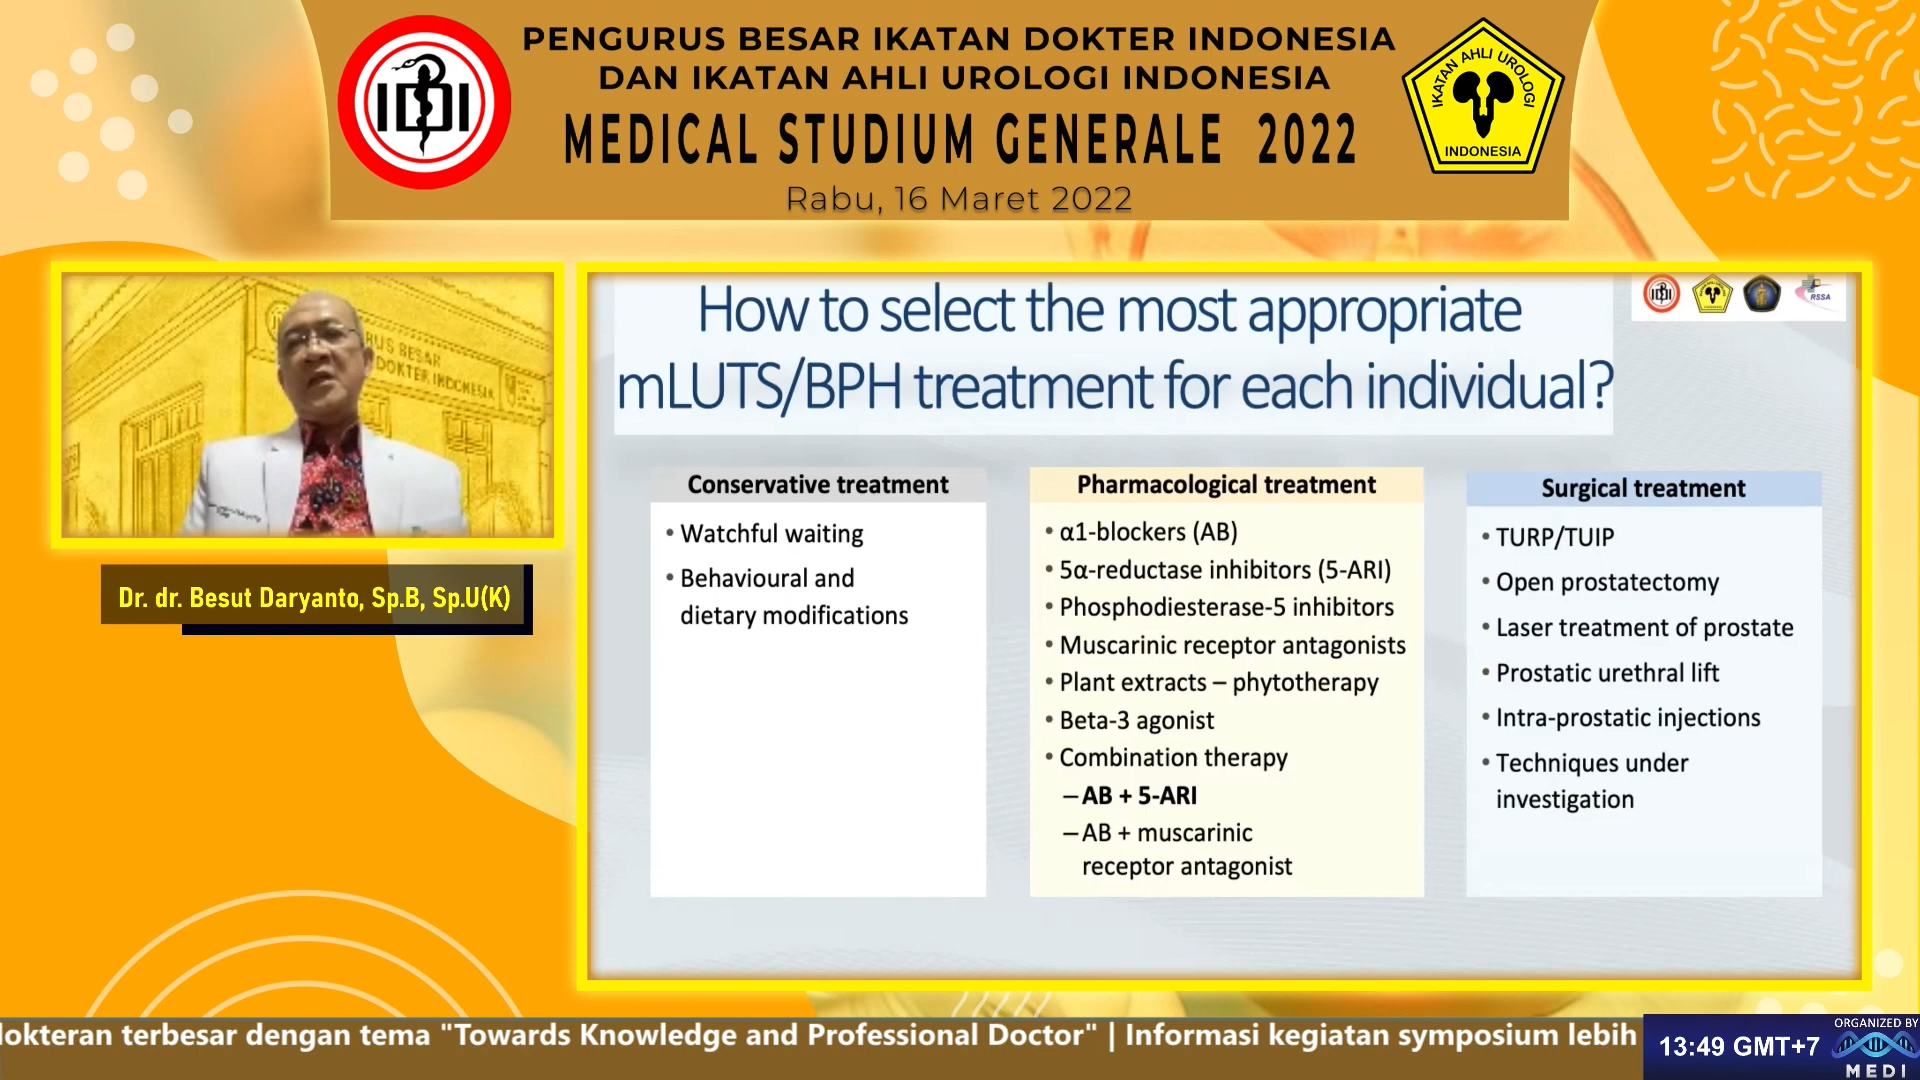 PENGURUS BESAR IKATAN DOKTER INDONESIA
DAN IKATAN AHLI UROLOGI INDONESIA
MEDICAL STUDIUM GENERALE 2022
Rabu, 16 Maret 2022
IDI
IKATAN AHLI UROLOGI
INDONESIA
RUS BESAR
DOKTER INDONESIA
Dr. dr. Besut Daryanto, Sp.B, Sp.U(K)
How to select the most appropriate
mLUTS/BPH treatment for each individual?
RSSA
Conservative treatment
• Watchful waiting
• Behavioural and
dietary modifications
Pharmacological treatment
• α1-blockers (AB)
• 5α-reductase inhibitors (5-ARI)
• Phosphodiesterase-5 inhibitors
• Muscarinic receptor antagonists
• Plant extracts – phytotherapy
• Beta-3 agonist
• Combination therapy
– AB + 5-ARI
– AB + muscarinic
receptor antagonist
Surgical treatment
• TURP/TUIP
• Open prostatectomy
• Laser treatment of prostate
• Prostatic urethral lift
• Intra-prostatic injections
• Techniques under
investigation
dokteran terbesar dengan tema "Towards Knowledge and Professional Doctor" | Informasi kegiatan symposium lebih
13:49 GMT+7
ORGANIZED BY
MEDI